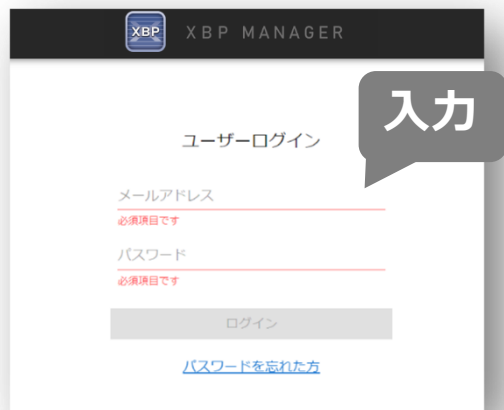 XBP XBP MANAGER
入力
ユーザーログイン
メールアドレス
必須項目です
パスワード
必須項目です
ログイン
パスワードを忘れた方